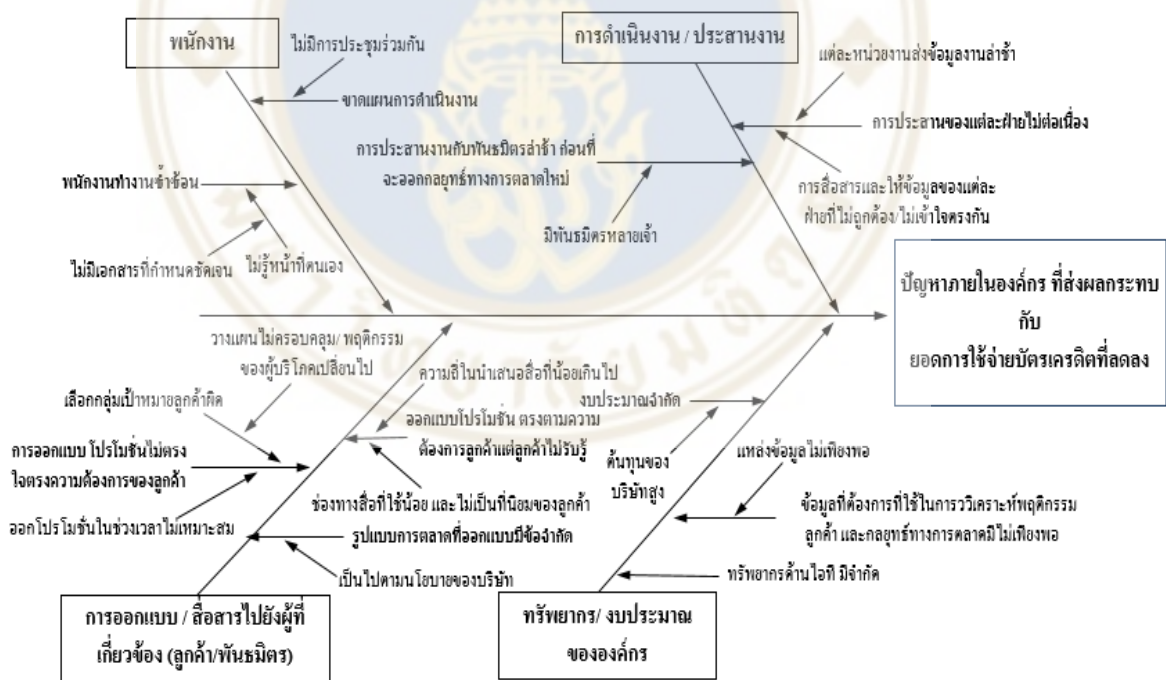 พนักงาน
ไม่มีการประชุมร่วมกัน
ขาดแผนการดำเนินงาน
พนักงานทำงานซ้ำซ้อน
ไม่มีเอกสารที่กำหนดชัดเจน
ไม่รู้หน้าที่ตนเอง
การดำเนินงาน / ประสานงาน
แต่ละหน่วยงานส่งข้อมูลงานล่าช้า
การประสานของแต่ละฝ่ายไม่ต่อเนื่อง
การประสานงานกับพันธมิตรล่าช้า ก่อนที่
จะออกกลยุทธ์ทางการตลาดใหม่
มีพันธมิตรหลายเจ้า
การสื่อสารและให้ข้อมูลของแต่ละ
ฝ่ายที่ไม่ถูกต้อง/ไม่เข้าใจตรงกัน
ปัญหาภายในองค์กร ที่ส่งผลกระทบ
กับ
ยอดการใช้จ่ายบัตรเครดิตที่ลดลง
วางแผนไม่ครอบคลุม/ พฤติกรรม
ของผู้บริโภคเปลี่ยนไป
เลือกกลุ่มเป้าหมายลูกค้าผิด
การออกแบบ โปรโมชั่นไม่ตรง
ใจตรงความต้องการของลูกค้า
ออกโปรโมชั่นในช่วงเวลาไม่เหมาะสม
ความถี่ในนำเสนอสื่อที่น้อยเกินไป
ออกแบบโปรโมชั่น ตรงตามความ
ต้องการลูกค้าแต่ลูกค้าไม่รับรู้
ช่องทางสื่อที่ใช้น้อย และไม่เป็นที่นิยมของลูกค้า
รูปแบบการตลาดที่ออกแบบมีข้อจำกัด
เป็นไปตามนโยบายของบริษัท
การออกแบบ / สื่อสารไปยังผู้ที่
เกี่ยวข้อง (ลูกค้า/พันธมิตร)
งบประมาณจำกัด
ต้นทุนของ
บริษัทสูง
แหล่งข้อมูลไม่เพียงพอ
ข้อมูลที่ต้องการที่ใช้ในการววิเคราะห์พฤติกรรม
ลูกค้า และกลยุทธ์ทางการตลาดมีไม่เพียงพอ
ทรัพยากรด้านไอที มีจำกัด
ทรัพยากร/ งบประมาณ
ขององค์กร